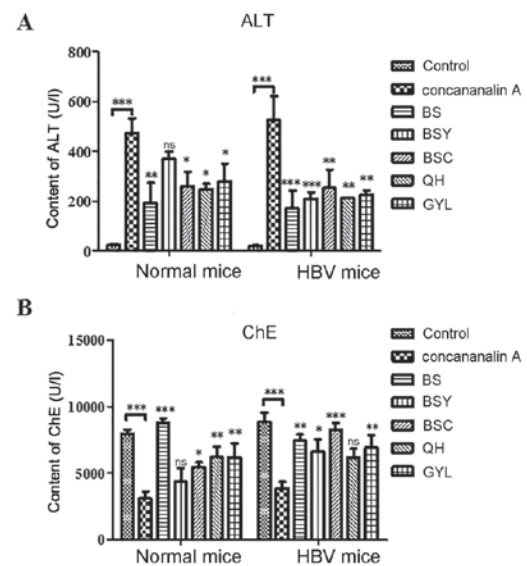 A
ALT
Content of ALT (U/l)
800
600
400
200
0
***
**
ns
*
*
*
***
***
***
**
**
**
Normal mice
HBV mice
Control
concananalin A
BS
BSY
BSC
QH
GYL
B
ChE
Content of ChE (U/l)
15000
10000
5000
0
***
***
ns
*
**
**
***
**
*
***
ns
**
Normal mice
HBV mice
Control
concananalin A
BS
BSY
BSC
QH
GYL